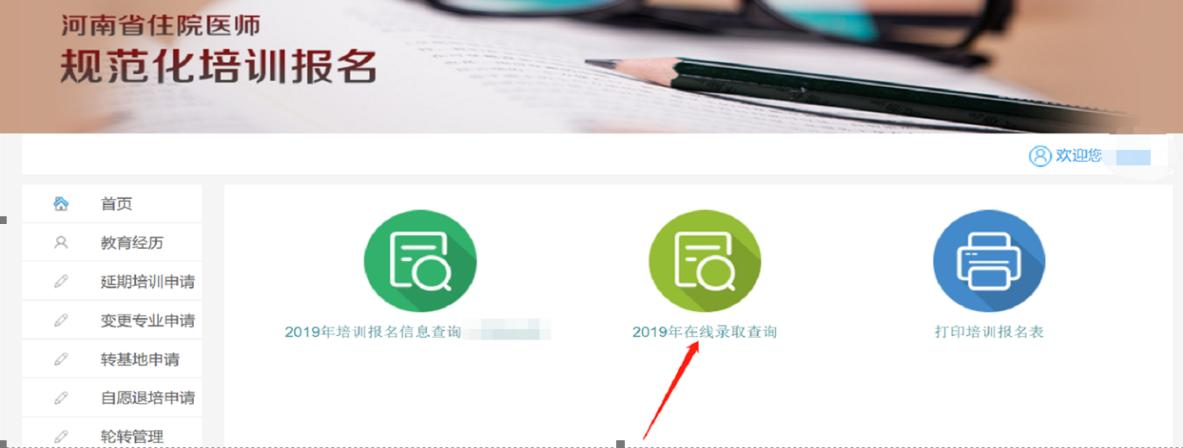 河南省住院医师
规范化培训报名
欢迎您
首页
教育经历
延期培训申请
变更专业申请
转基地申请
自愿退培申请
轮转管理
2019年培训报名信息查询
2019年在线录取查询
打印培训报名表